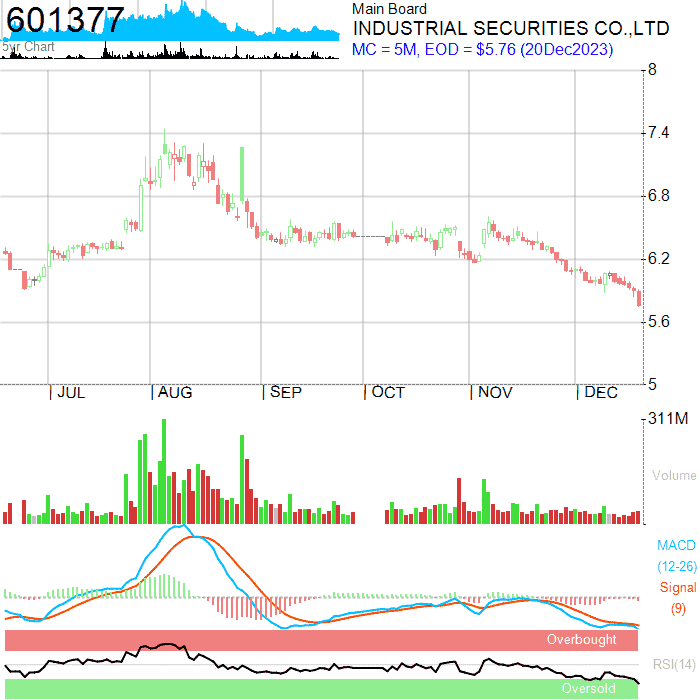 601377
5yr Chart
Main Board
INDUSTRIAL SECURITIES CO.,LTD
MC = 5M, EOD = $5.76 (20Dec2023)
8
7.4
6.8
6.2
5.6
5
JUL AUG SEP OCT NOV DEC
311M
Volume
MACD
(12-26)
Signal
(9)
Overbought
RSI(14)
Oversold